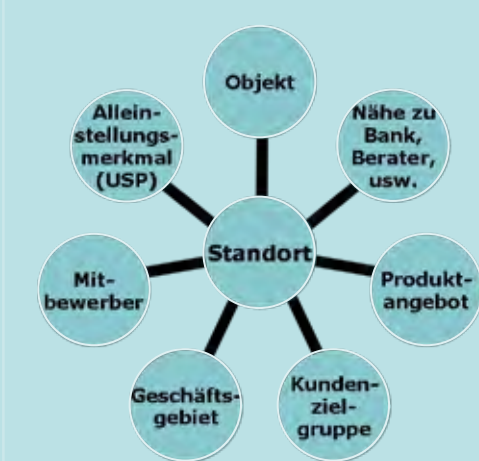 Objekt
Allein-
stellungs-
merkmal
(USP)
Nähe zu
Bank,
Berater,
usw.
Standort
Mit-
bewerber
Produkt-
angebot
Geschäfts-
gebiet
Kunden-
ziel-
gruppe